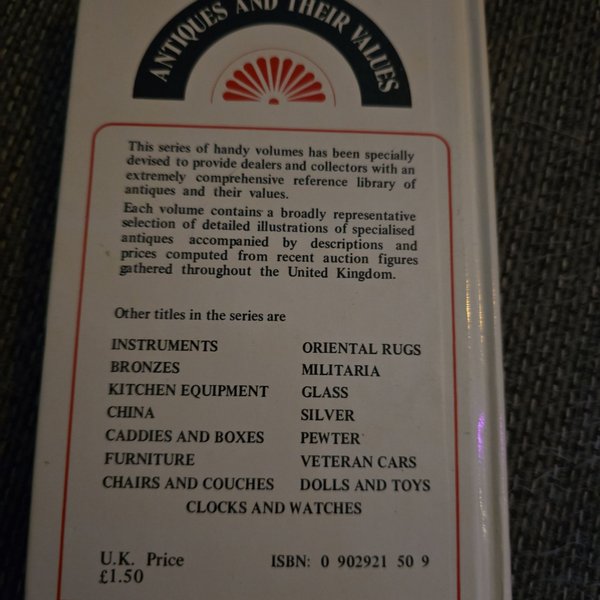 ANTIQUES AND THEIR VALUES
This series of handy volumes has been specially
devised to provide dealers and collectors with an
extremely comprehensive reference library of
antiques and their values.
Each volume contains a broadly representative
selection of detailed illustrations of specialised
antiques accompanied by descriptions and
prices computed from recent auction figures
gathered throughout the United Kingdom.
Other titles in the series are
INSTRUMENTS ORIENTAL RUGS
BRONZES MILITARIA
KITCHEN EQUIPMENT GLASS
CHINA SILVER
CADDIES AND BOXES PEWTER
FURNITURE VETERAN CARS
CHAIRS AND COUCHES DOLLS AND TOYS
CLOCKS AND WATCHES
U.K. Price ISBN: 0 902921 50 9
£1.50